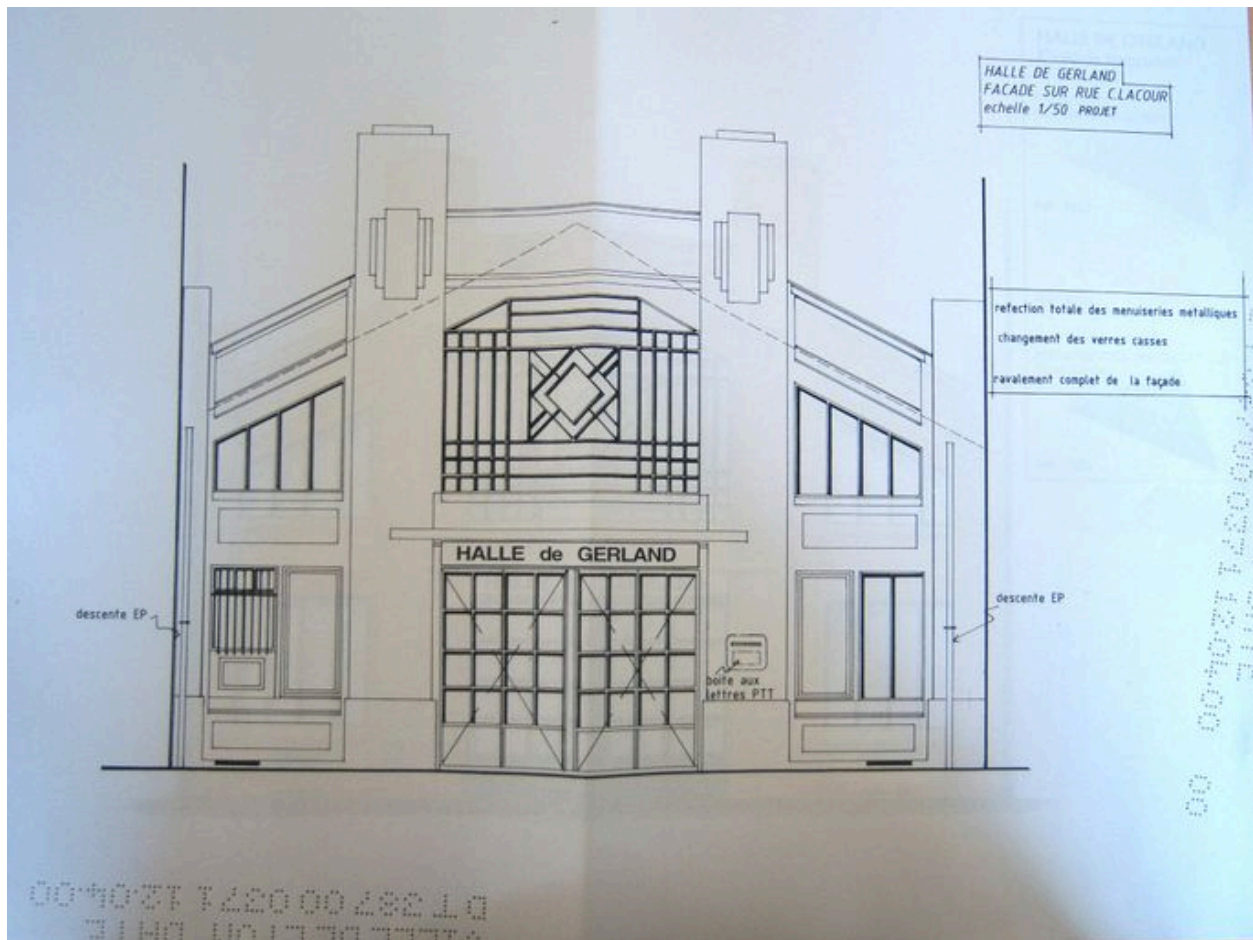 HALLE DE GERLAND
FACADE SUR RUE C.LACOUR
echelle 1/50 PROJET
refection totale des menuiseries metalliques
changement des verres casses
ravalement complet de la façade
HALLE de GERLAND
descente EP
descente EP
boite aux
lettres PTT